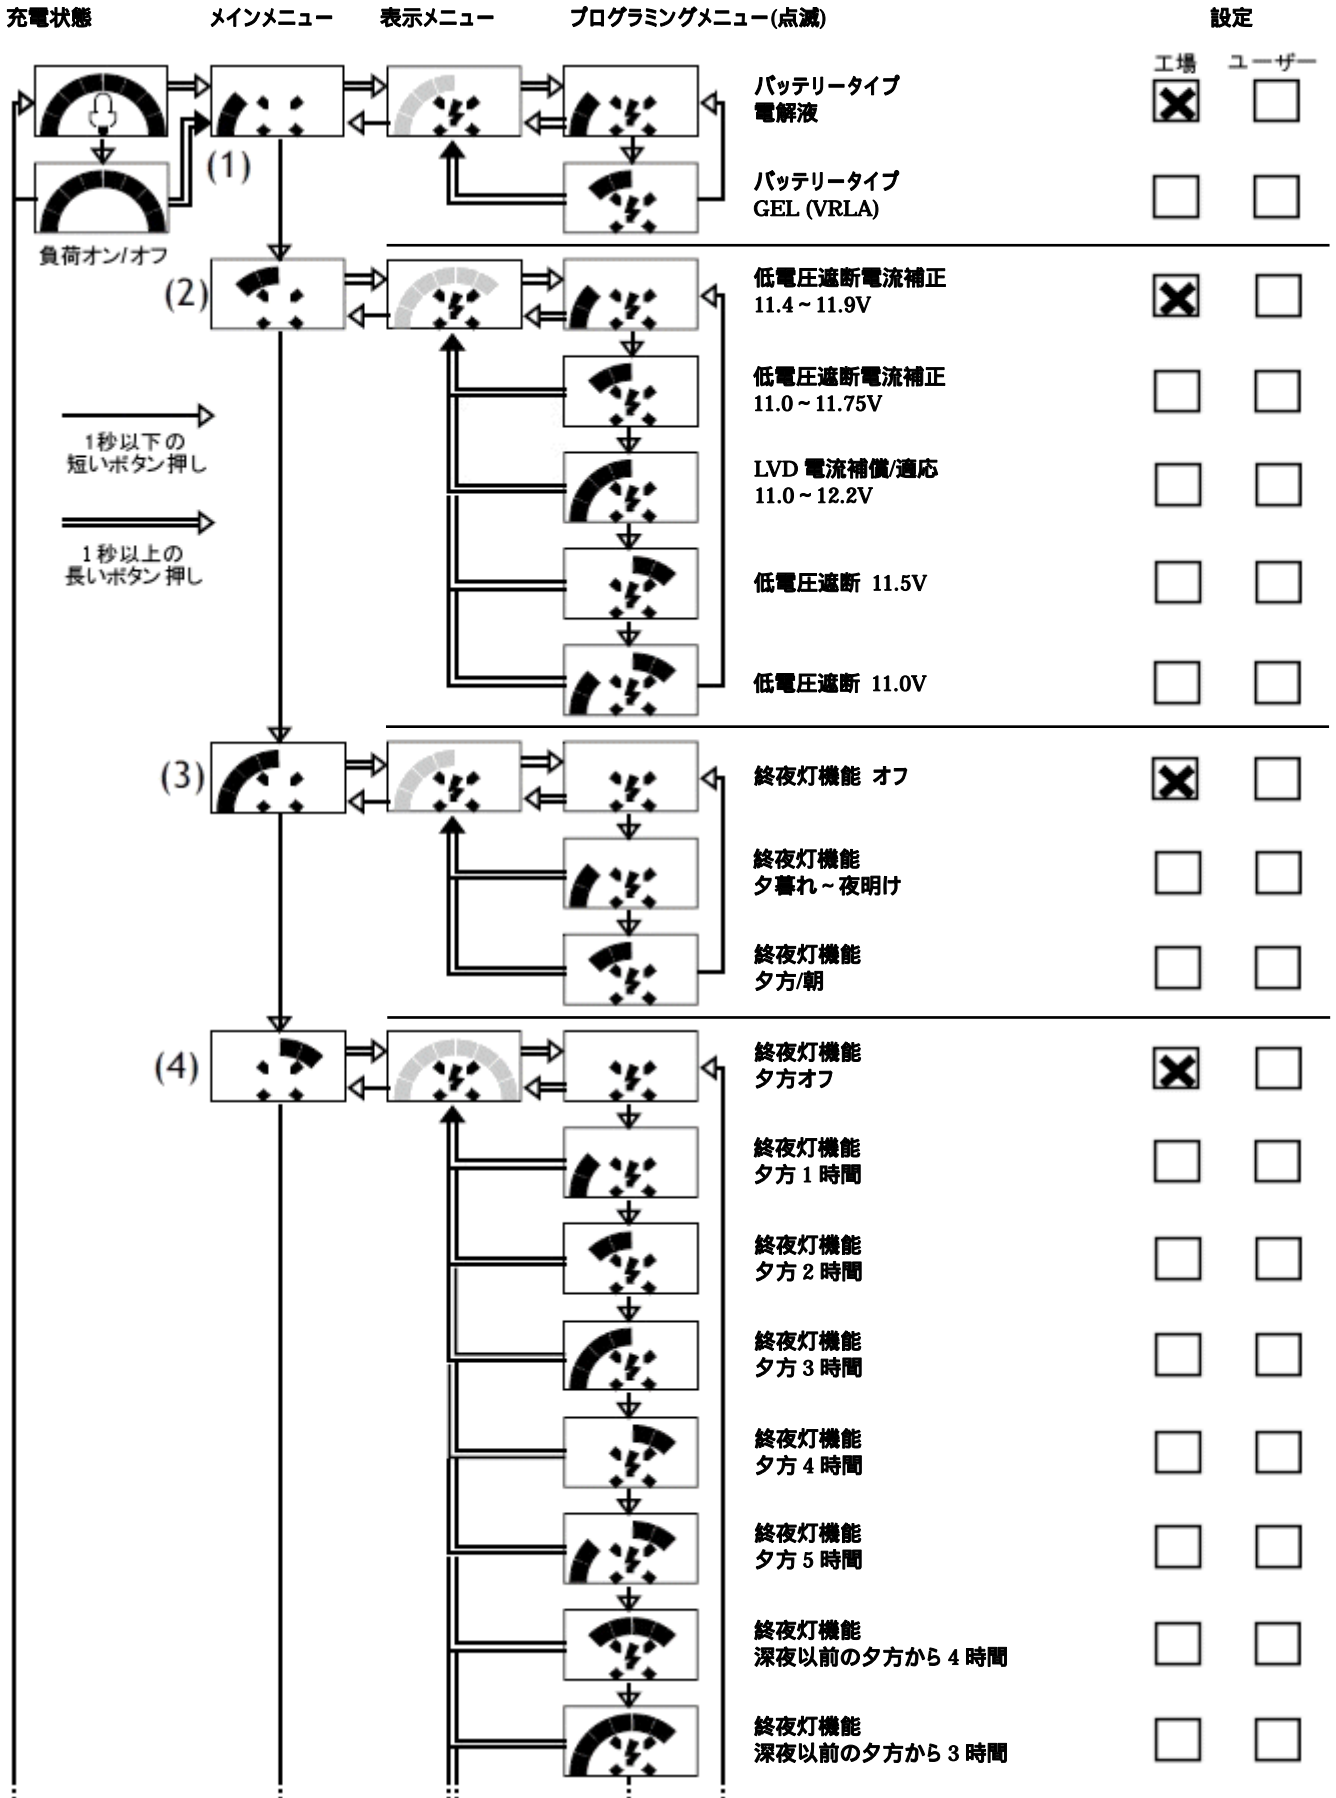 充電状態 メインメニュー 表示メニュー プログラミングメニュー(点滅) 設定
工場 ユーザー
バッテリータイプ
電解液
(1)
バッテリータイプ
GEL (VRLA)
負荷オン/オフ
(2)
低電圧遮断電流補正
11.4 ~ 11.9V
低電圧遮断電流補正
11.0 ~ 11.75V
1秒以下の
短いボタン押し
LVD 電流補償/適応
11.0 ~ 12.2V
1秒以上の
長いボタン押し
低電圧遮断 11.5V
低電圧遮断 11.0V
(3)
終夜灯機能 オフ
終夜灯機能
夕暮れ ~ 夜明け
終夜灯機能
夕方/朝
(4)
終夜灯機能
夕方オフ
終夜灯機能
夕方 1 時間
終夜灯機能
夕方 2 時間
終夜灯機能
夕方 3 時間
終夜灯機能
夕方 4 時間
終夜灯機能
夕方 5 時間
終夜灯機能
深夜以前の夕方から 4 時間
終夜灯機能
深夜以前の夕方から 3 時間